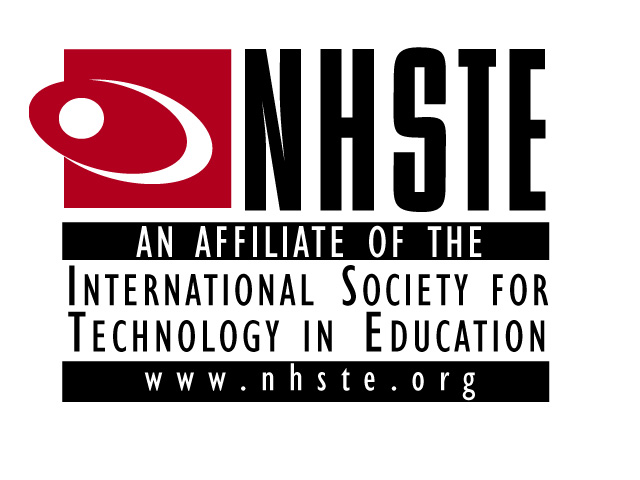 NHSTE
AN AFFILIATE OF THE
INTERNATIONAL SOCIETY FOR
TECHNOLOGY IN EDUCATION
www.nhste.org